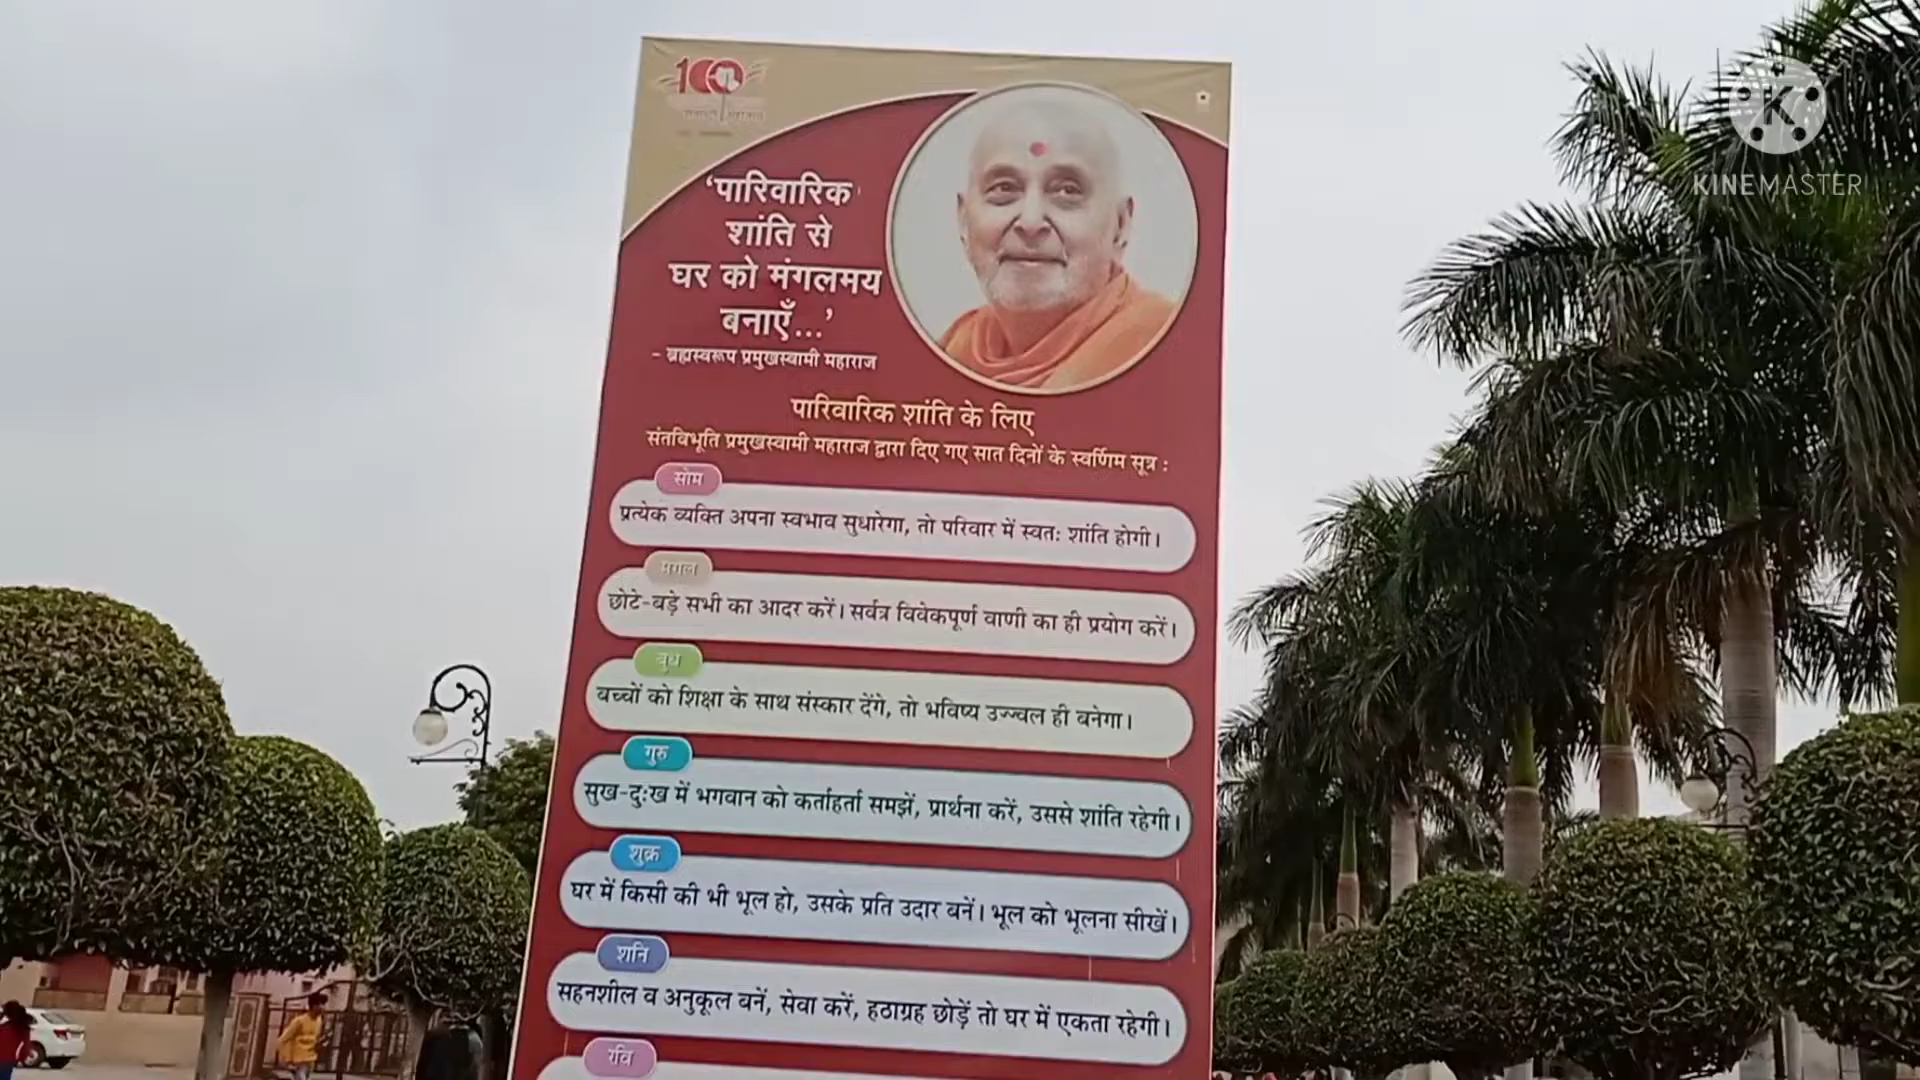 100
'पारिवारिक
शांति से
घर को मंगलमय
बनाएँ...'
- ब्रह्मस्वरूप प्रमुखस्वामी महाराज
पारिवारिक शांति के लिए
संतविभूति प्रमुखस्वामी महाराज द्वारा दिए गए सात दिनों के स्वर्णिम सूत्र :
सोम
प्रत्येक व्यक्ति अपना स्वभाव सुधारेगा, तो परिवार में स्वतः शांति होगी।
मंगल
छोटे-बड़े सभी का आदर करें। सर्वत्र विवेकपूर्ण वाणी का ही प्रयोग करें।
बुध
बच्चों को शिक्षा के साथ संस्कार देंगे, तो भविष्य उज्ज्वल ही बनेगा।
गुरु
सुख-दुःख में भगवान को कर्ताहर्ता समझें, प्रार्थना करें, उससे शांति रहेगी।
शुक्र
घर में किसी की भी भूल हो, उसके प्रति उदार बनें। भूल को भूलना सीखें।
शनि
सहनशील व अनुकूल बनें, सेवा करें, हठाग्रह छोड़ें तो घर में एकता रहेगी।
रवि
K
KINEMASTER